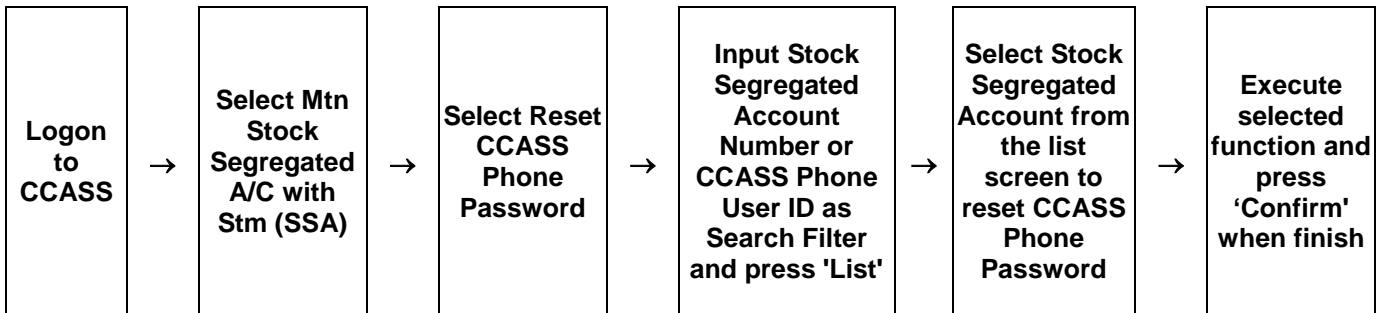 Logon
to
CCASS
→
Select Mtn
Stock
Segregated
A/C with
Stm (SSA)
→
Select Reset
CCASS
Phone
Password
→
Input Stock
Segregated
Account
Number or
CCASS Phone
User ID as
Search Filter
and press 'List'
→
Select Stock
Segregated
Account from
the list
screen to
reset CCASS
Phone
Password
→
Execute
selected
function and
press
‘Confirm'
when finish